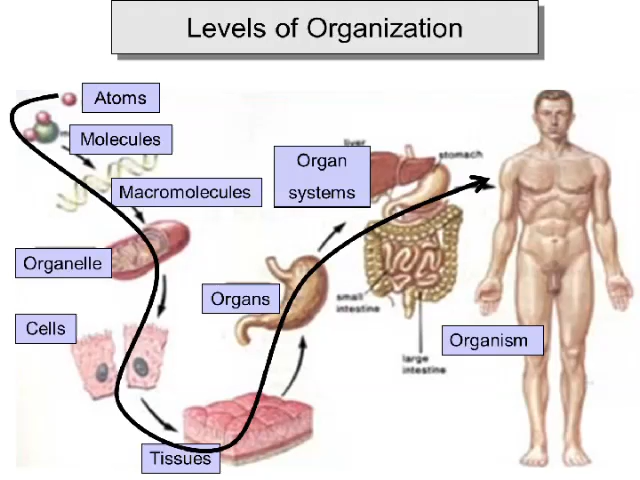 Levels of Organization
Atoms
Molecules
Macromolecules
Organelle
Cells
Tissues
Organs
Organ
systems
liver
stomach
small
intestine
large
intestine
Organism